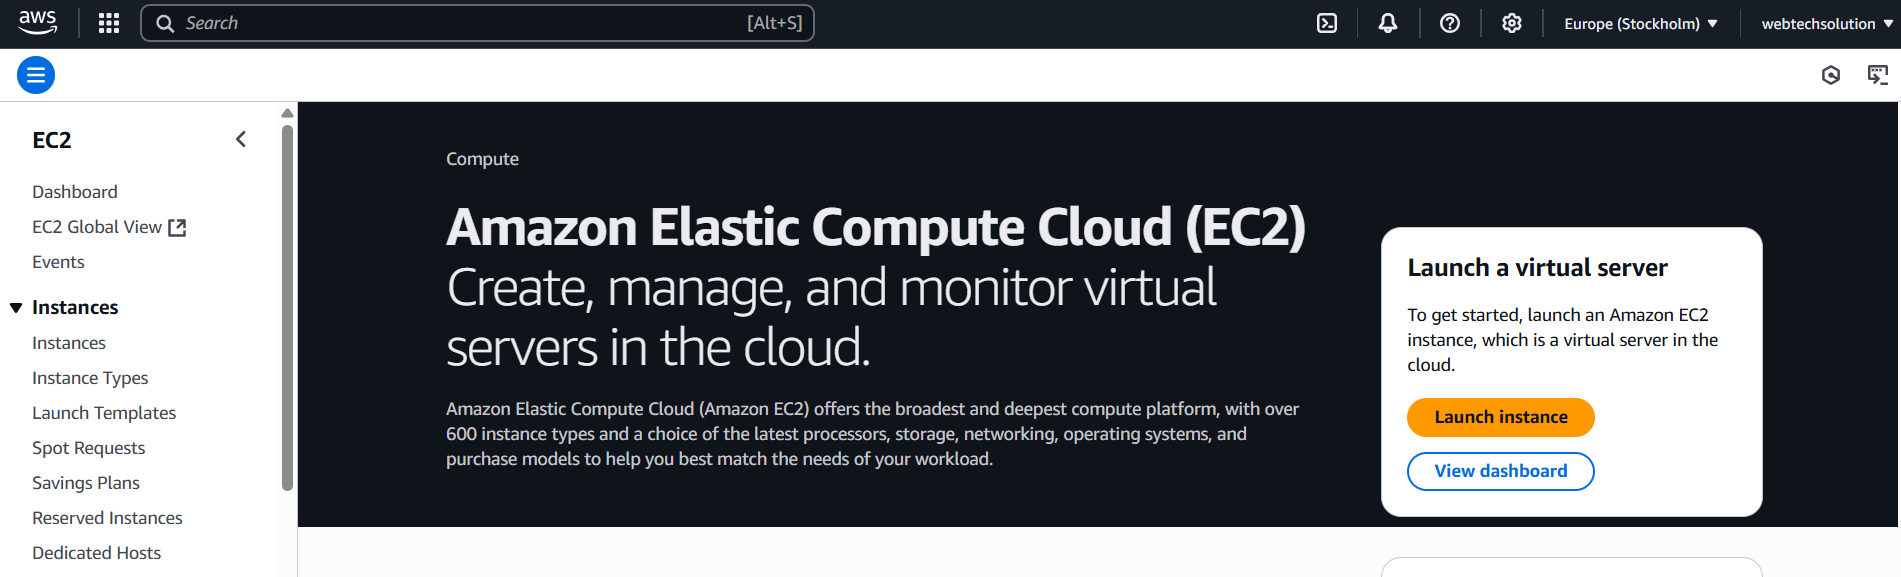 aws
Search [Alt+S]
Europe (Stockholm)
webtechsolution
EC2
Dashboard
EC2 Global View
Events
Instances
Instances
Instance Types
Launch Templates
Spot Requests
Savings Plans
Reserved Instances
Dedicated Hosts
Compute
Amazon Elastic Compute Cloud (EC2)
Create, manage, and monitor virtual
servers in the cloud.
Amazon Elastic Compute Cloud (Amazon EC2) offers the broadest and deepest compute platform, with over
600 instance types and a choice of the latest processors, storage, networking, operating systems, and
purchase models to help you best match the needs of your workload.
Launch a virtual server
To get started, launch an Amazon EC2
instance, which is a virtual server in the
cloud.
Launch instance
View dashboard